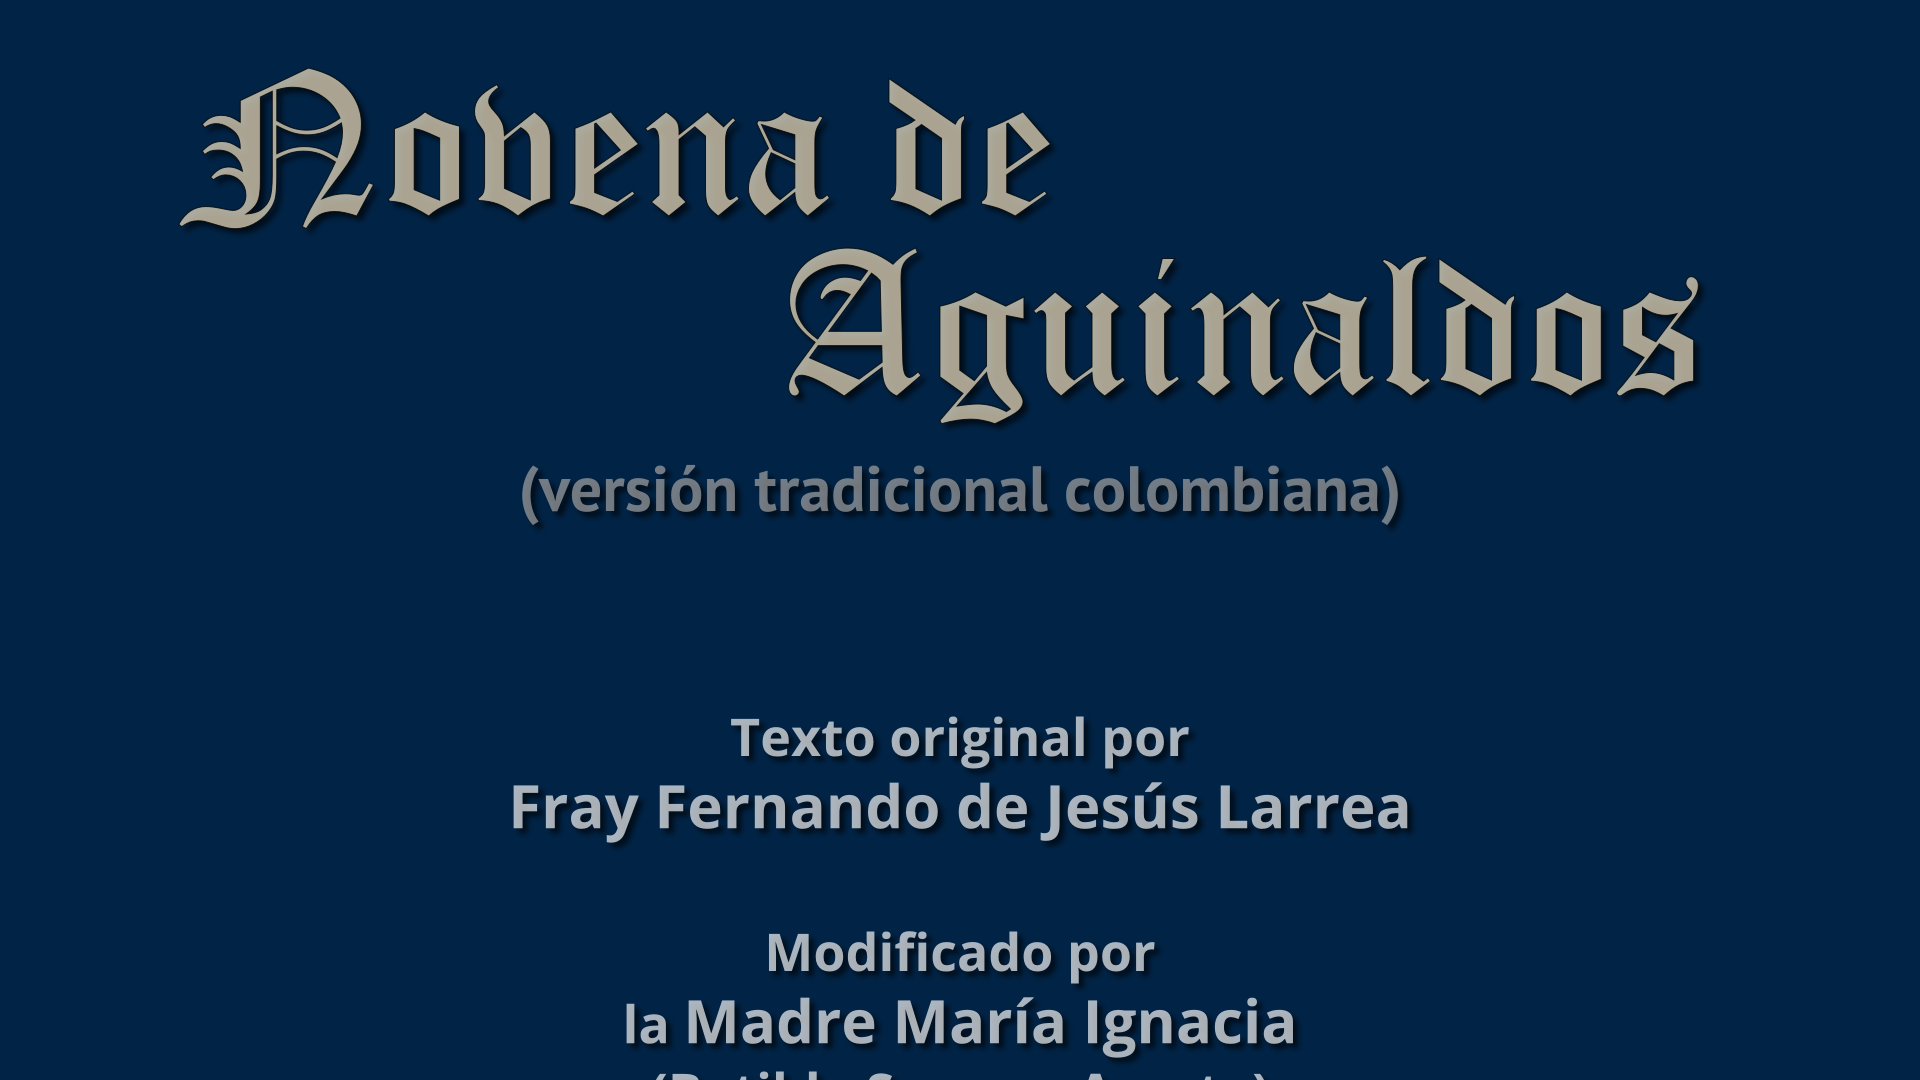 Novena de
Aguinaldos
(versión tradicional colombiana)
Texto original por
Fray Fernando de Jesús Larrea
Modificado por
la Madre María Ignacia